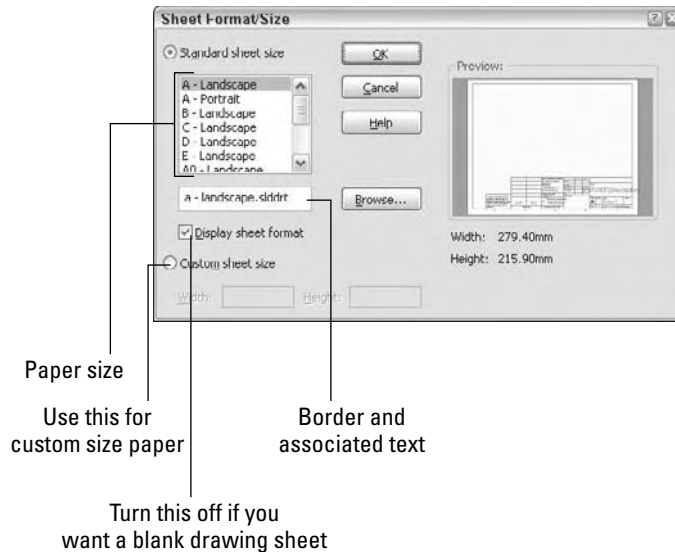 Sheet Format/Size
Standard sheet size
A - Landscape
A - Portrait
B - Landscape
C - Landscape
D - Landscape
E - Landscape
A0 - Landscape
a - landscape.slddrt
Display sheet format
Custom sheet size
Width:
Height:
OK
Cancel
Help
Browse...
Preview:
Width: 279.40mm
Height: 215.90mm
Paper size
Use this for
custom size paper
Border and
associated text
Turn this off if you
want a blank drawing sheet